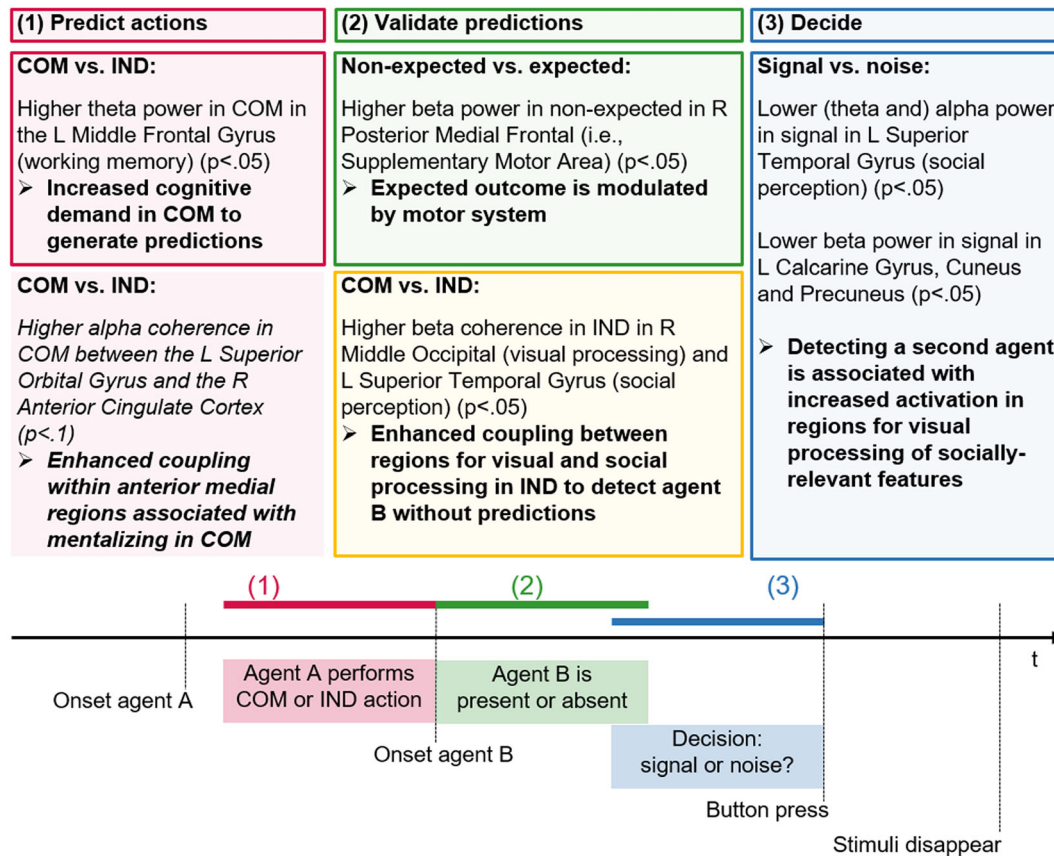 (1) Predict actions
COM vs. IND:
Higher theta power in COM in
the L Middle Frontal Gyrus
(working memory) (p<.05)
➢ Increased cognitive
demand in COM to
generate predictions
COM vs. IND:
Higher alpha coherence in
COM between the L Superior
Orbital Gyrus and the R
Anterior Cingulate Cortex
(p<.1)
➢ Enhanced coupling
within anterior medial
regions associated with
mentalizing in COM
(2) Validate predictions
Non-expected vs. expected:
Higher beta power in non-expected in R
Posterior Medial Frontal (i.e.,
Supplementary Motor Area) (p<.05)
➢ Expected outcome is modulated
by motor system
COM vs. IND:
Higher beta coherence in IND in R
Middle Occipital (visual processing) and
L Superior Temporal Gyrus (social
perception) (p<.05)
➢ Enhanced coupling between
regions for visual and social
processing in IND to detect agent
B without predictions
(3) Decide
Signal vs. noise:
Lower (theta and) alpha power
in signal in L Superior
Temporal Gyrus (social
perception) (p<.05)
Lower beta power in signal in
L Calcarine Gyrus, Cuneus
and Precuneus (p<.05)
➢ Detecting a second agent
is associated with
increased activation in
regions for visual
processing of socially-
relevant features
(1)
(2)
(3)
t
Onset agent A
Agent A performs
COM or IND action
Agent B is
present or absent
Onset agent B
Decision:
signal or noise?
Button press
Stimuli disappear